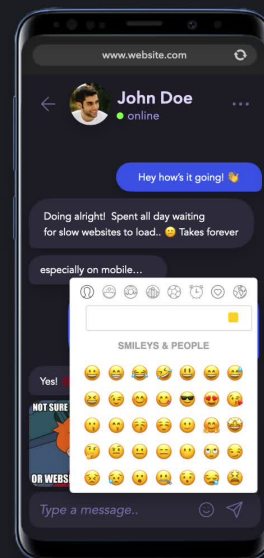 www.website.com
John Doe
online
Hey how's it going! 👋
Doing alright! Spent all day waiting
for slow websites to load.. 😑 Takes forever
especially on mobile...
SMILEYS & PEOPLE
Yes!
NOT SURE
OR WEBS
Type a message..